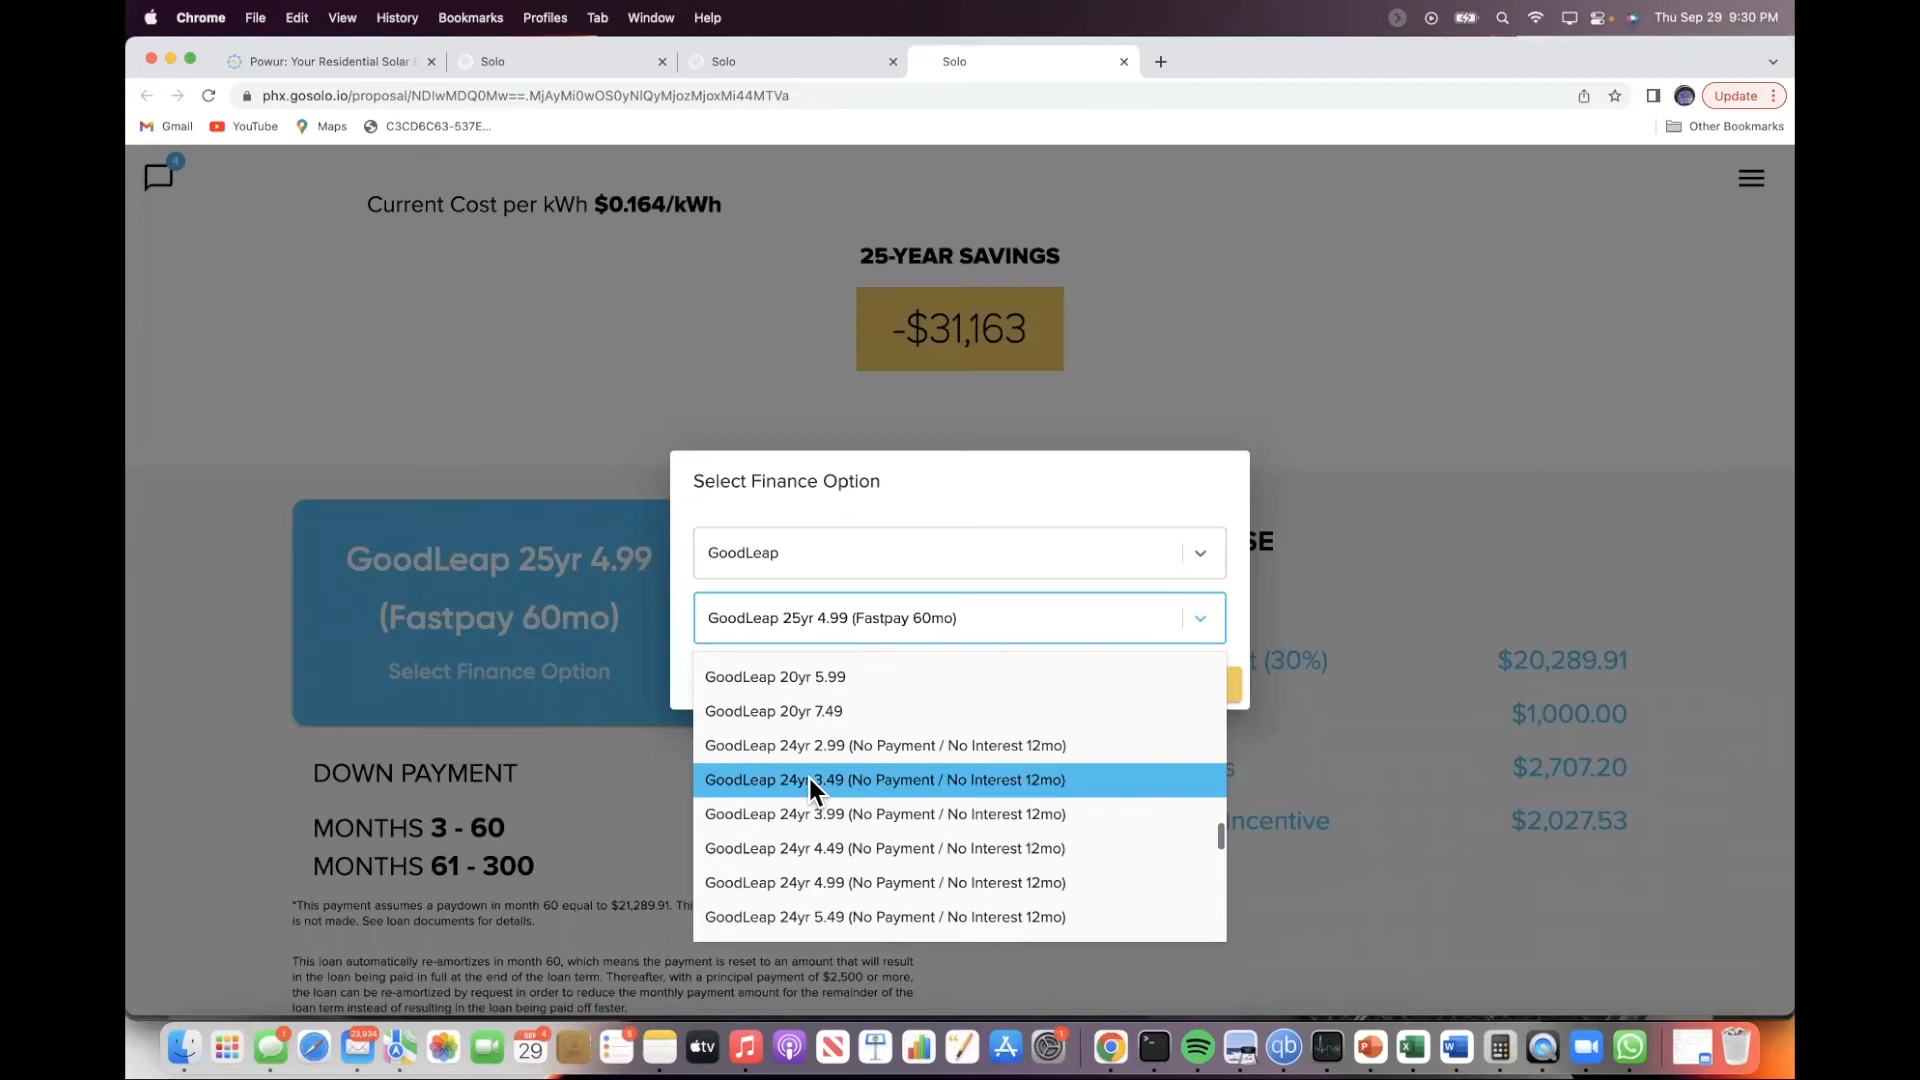 Chrome File Edit View History Bookmarks Profiles Tab Window Help Thu Sep 29 9:30 PM
Powur: Your Residential Solar Solo Solo Solo
phx.gosolo.io/proposal/NDIwMDQ0Mw==.MjAyMi0wOS0yNlQyMjozMjoxMi44MTVa Update
Gmail YouTube Maps C3CD6C63-537E... Other Bookmarks
4
Current Cost per kWh $0.164/kWh
25-YEAR SAVINGS
-$31,163
Select Finance Option
GoodLeap
GoodLeap 25yr 4.99 (Fastpay 60mo)
GoodLeap 20yr 5.99
GoodLeap 20yr 7.49
GoodLeap 24yr 2.99 (No Payment / No Interest 12mo)
GoodLeap 24yr 3.49 (No Payment / No Interest 12mo)
GoodLeap 24yr 3.99 (No Payment / No Interest 12mo)
GoodLeap 24yr 4.49 (No Payment / No Interest 12mo)
GoodLeap 24yr 4.99 (No Payment / No Interest 12mo)
GoodLeap 24yr 5.49 (No Payment / No Interest 12mo)
GoodLeap 25yr 4.99
(Fastpay 60mo)
Select Finance Option
DOWN PAYMENT
MONTHS 3 - 60
MONTHS 61 - 300
*This payment assumes a paydown in month 60 equal to $21,289.91.
is not made. See loan documents for details.
This loan automatically re-amortizes in month 60, which means the payment is reset to an amount that will result
in the loan being paid in full at the end of the loan term. Thereafter, with a principal payment of $2,500 or more,
the loan can be re-amortized by request in order to reduce the monthly payment amount for the remainder of the
loan term instead of resulting in the loan being paid off faster.
SE
(30%) $20,289.91
$1,000.00
s $2,707.20
ncentive $2,027.53
1 23,934 SEP 29 4 5 tv 1 qb